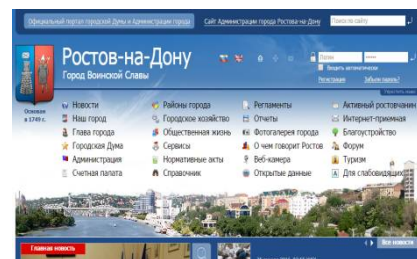 Официальный портал городской Думы и Администрации города
Сайт Администрации города Ростова-на-Дону
Поиск по сайту
Ростов-на-Дону
Город Воинской Славы
Логин
Входить автоматически
Регистрация
Забыли пароль?
Основан
в 1749 г.
Новости
Районы города
Регламенты
Активный ростовчанин
Наш город
Городское хозяйство
Отчеты
Интернет-приемная
Глава города
Общественная жизнь
Фотогалерея города
Благоустройство
Городская Дума
Сервисы
О чем говорит Ростов
Форум
Администрация
Нормативные акты
Веб-камера
Туризм
Счетная палата
Справочник
Открытые данные
Для слабовидящих
Главная новость
Все новости